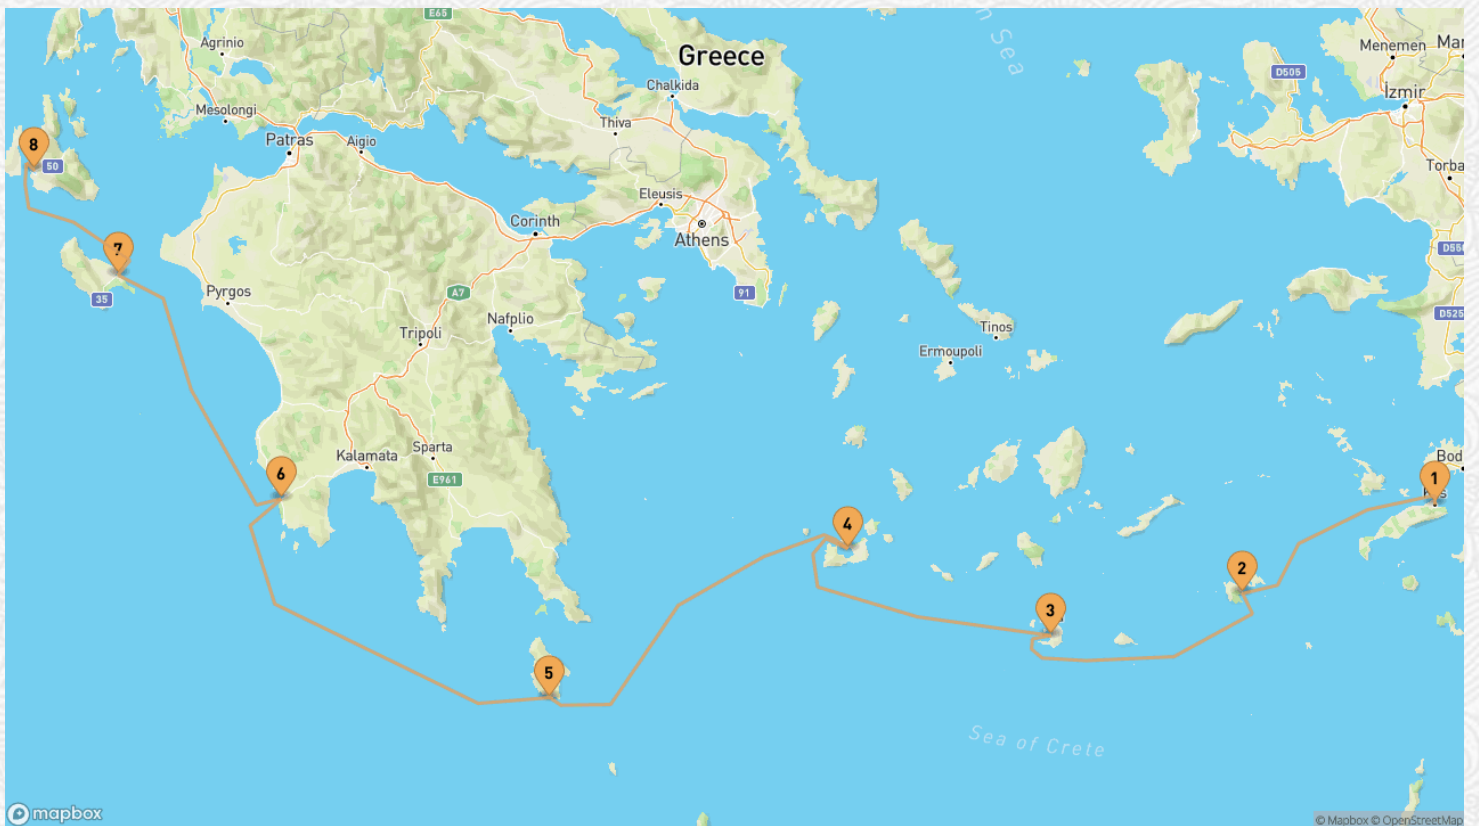 E65
n Sea
Agrinio
Greece
Menemen
Mar
D505
Chalkida
İzmir
Mesolongi
Thiva
Patras
Aigio
8
50
Torba
Eleusis
Corinth
Athens
7
D550
35
Pyrgos
A7
91
D525
Nafplio
Tinos
Tripoli
Ermoupoli
Sparta
Kalamata
Bod
6
E961
1
4
2
3
5
Sea of Crete
mapbox
© Mapbox © OpenStreetMap